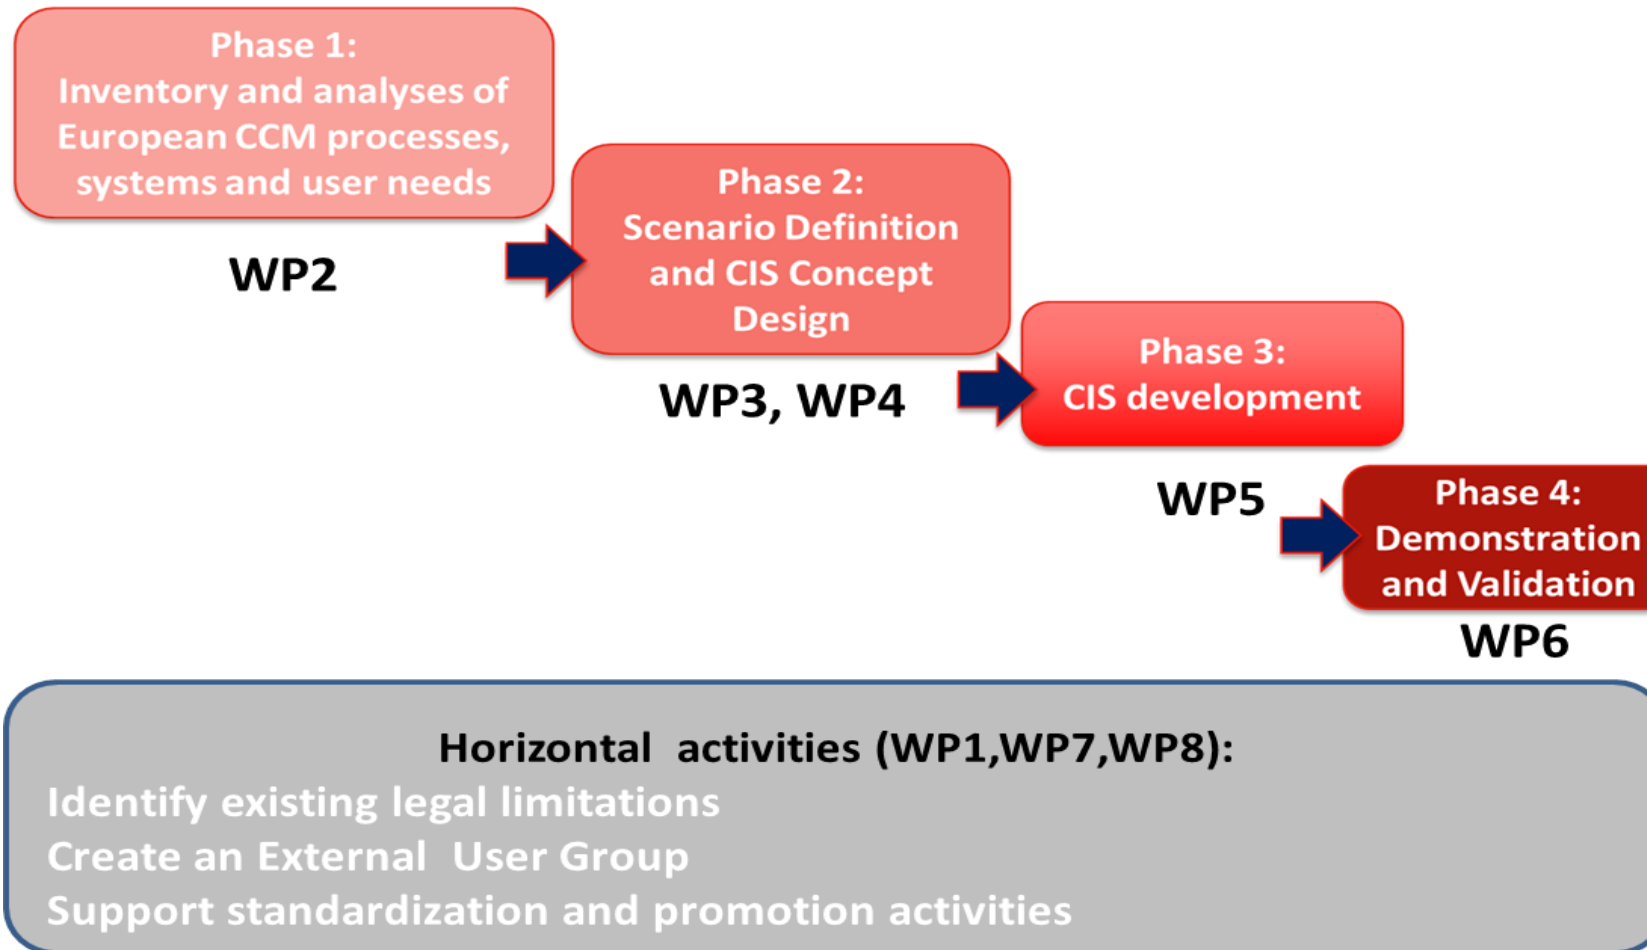 Phase 1:
Inventory and analyses of
European CCM processes,
systems and user needs
WP2
Phase 2:
Scenario Definition
and CIS Concept
Design
WP3, WP4
Phase 3:
CIS development
WP5
Phase 4:
Demonstration
and Validation
WP6
Horizontal activities (WP1,WP7,WP8):
Identify existing legal limitations
Create an External User Group
Support standardization and promotion activities